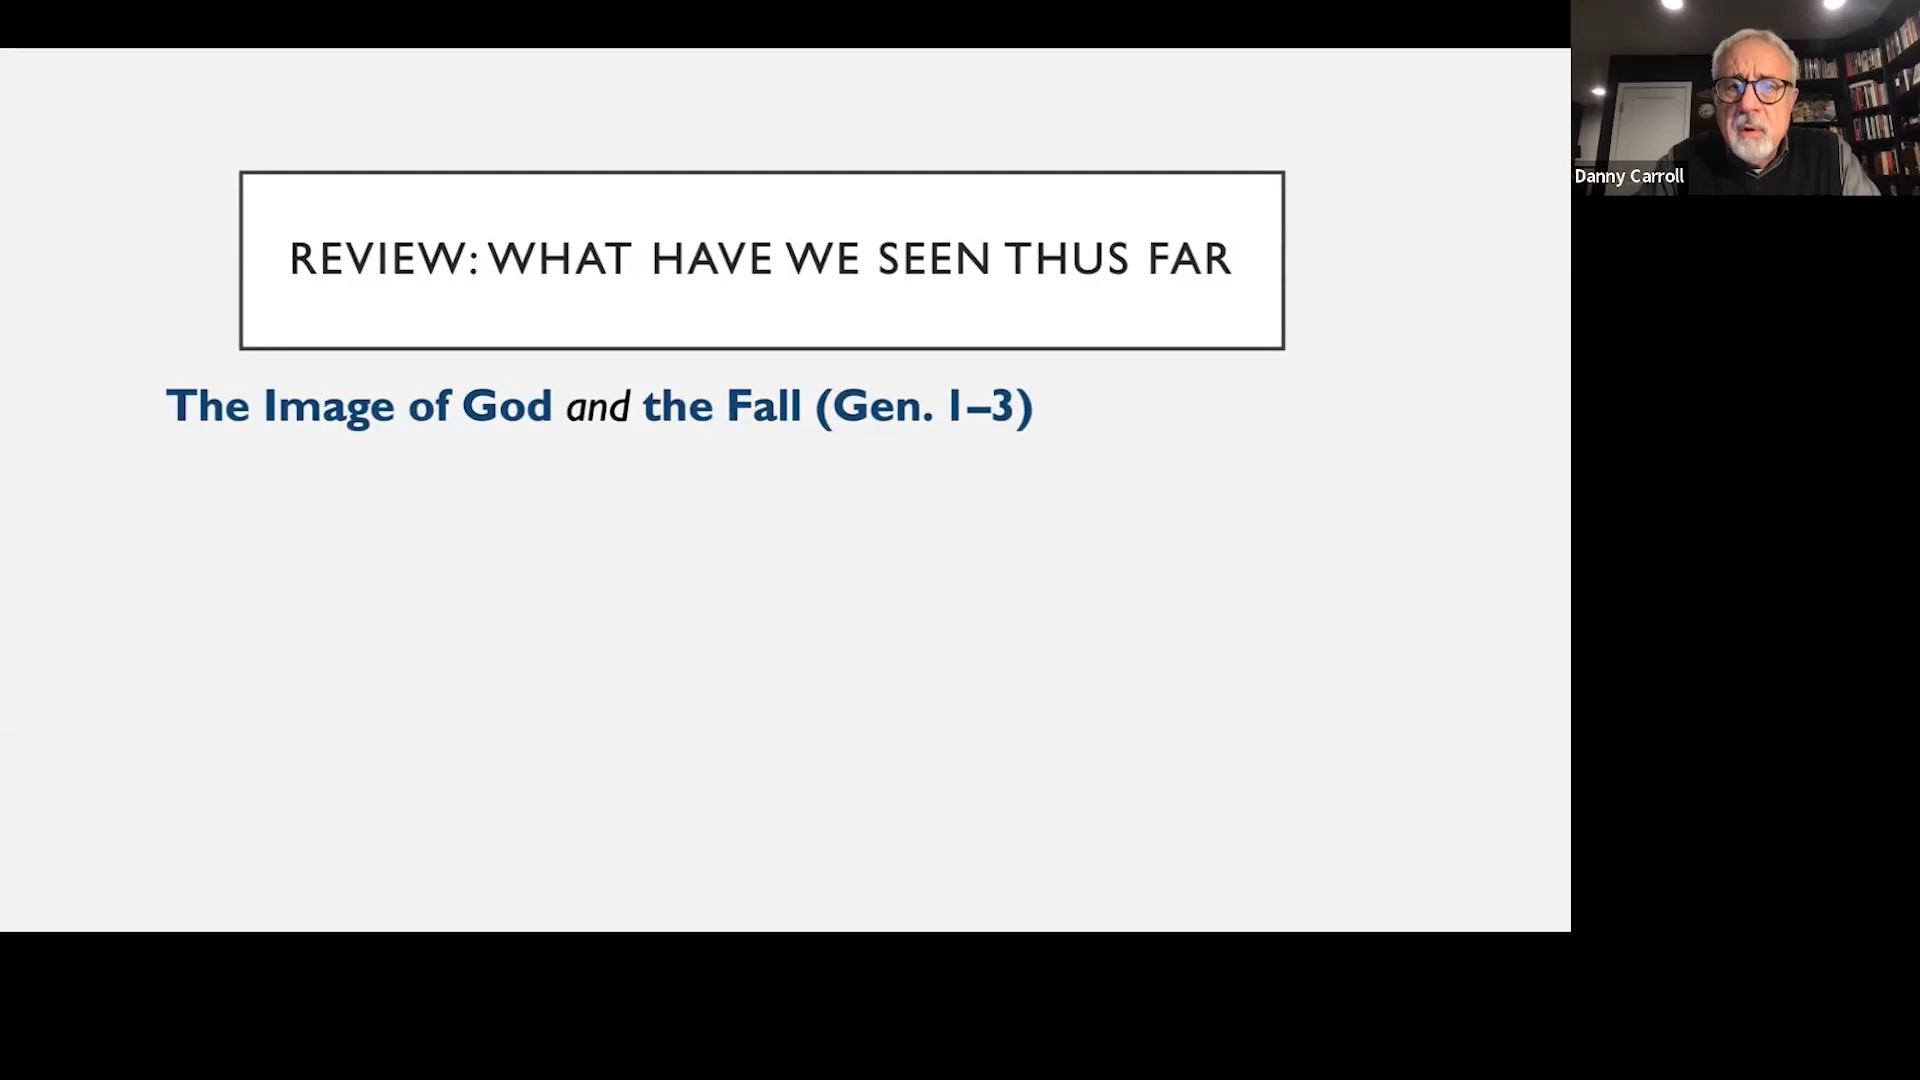 REVIEW: WHAT HAVE WE SEEN THUS FAR
The Image of God and the Fall (Gen. 1–3)
Danny Carroll